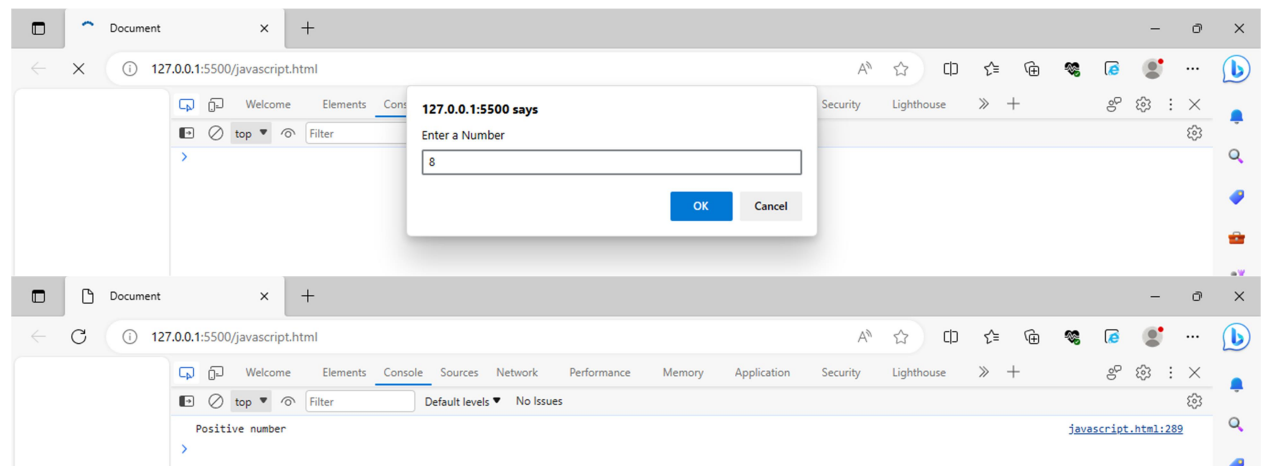 Document
127.0.0.1:5500/javascript.html
Welcome Elements Cons Security Lighthouse
top Filter
127.0.0.1:5500 says
Enter a Number
8
OK Cancel
Document
127.0.0.1:5500/javascript.html
Welcome Elements Console Sources Network Performance Memory Application Security Lighthouse
top Filter Default levels No Issues
Positive number javascript.html:289